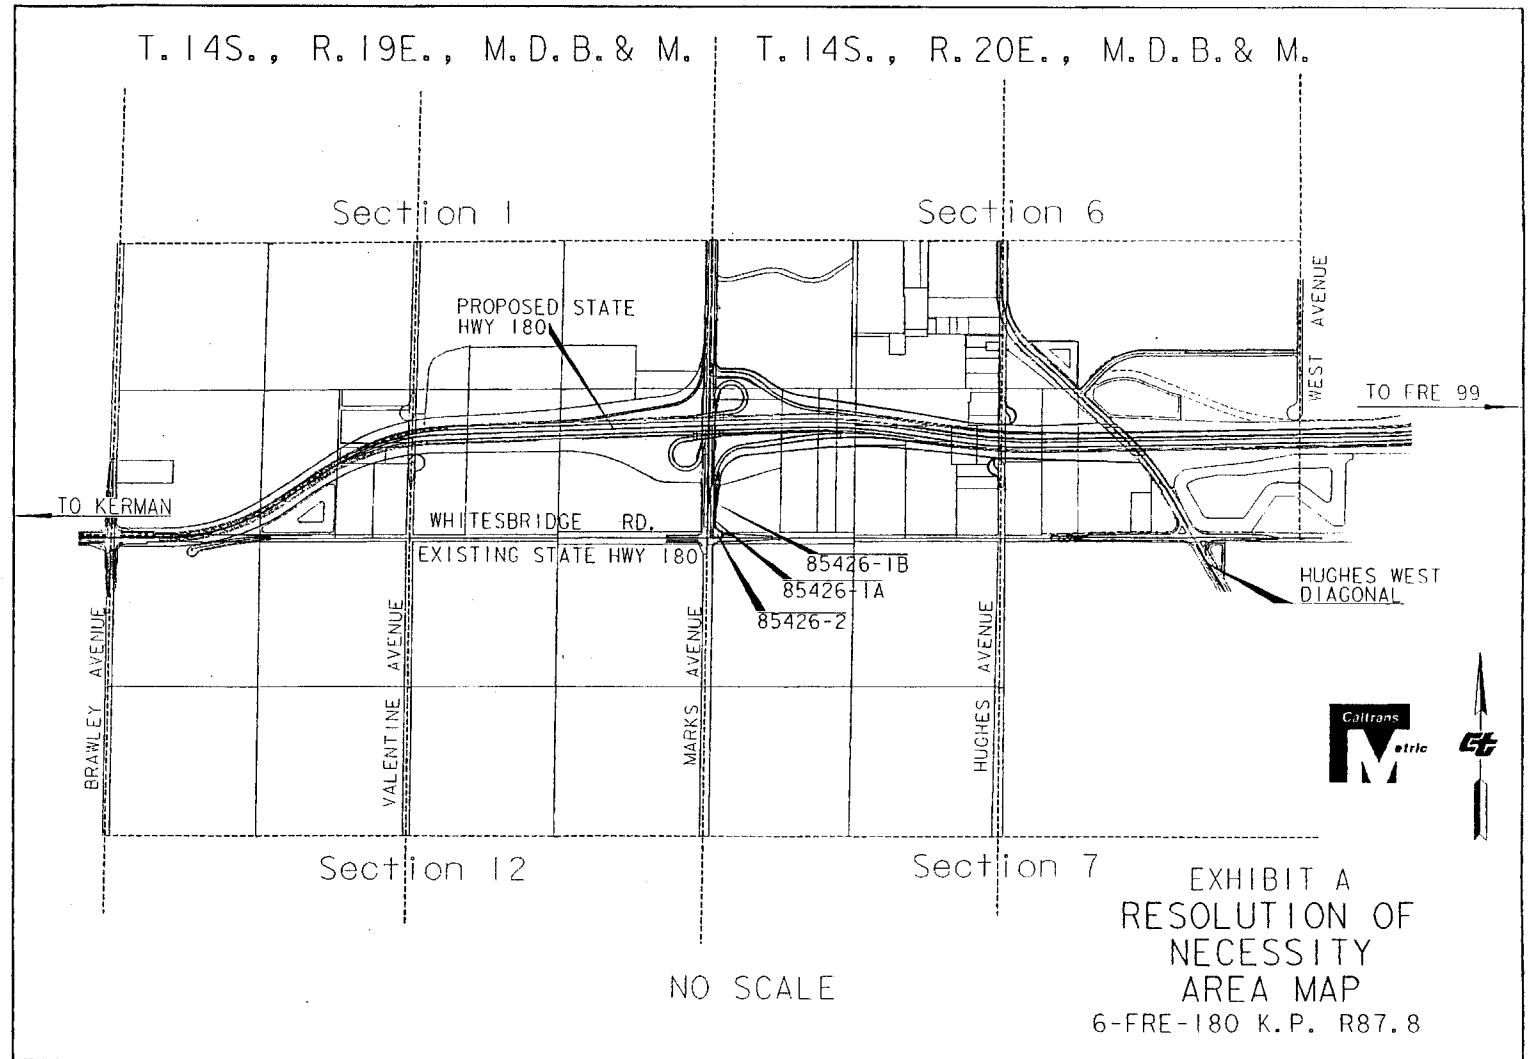 T.14S., R.19E., M.D.B.& M.
T.14S., R.20E., M.D.B.& M.
Section 1
Section 6
PROPOSED STATE
HWY 180
WEST AVENUE
TO FRE 99
TO KERMAN
WHITESBRIDGE RD.
EXISTING STATE HWY 180
85426-1B
85426-1A
85426-2
HUGHES WEST
DIAGONAL
BRAWLEY AVENUE
VALENTINE AVENUE
MARKS AVENUE
HUGHES AVENUE
Caltrans
Metric
ct
Section 12
Section 7
EXHIBIT A
RESOLUTION OF
NECESSITY
AREA MAP
6-FRE-180 K.P. R87.8
NO SCALE